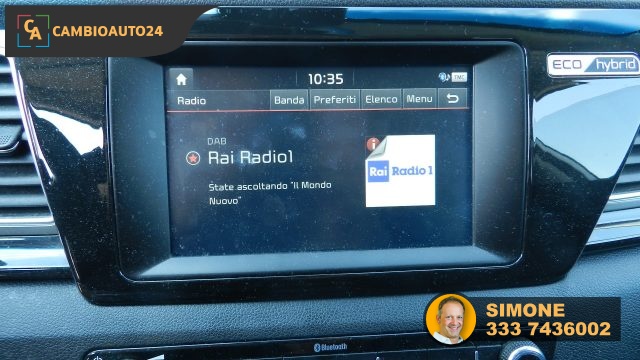 CA CAMBIOAUTO24
10:35
TMC
ECO hybrid
Radio Banda Preferiti Elenco Menu
DAB
Rai Radio1
State ascoltando "Il Mondo
Nuovo"
i
Rai Radio 1
Bluetooth
SIMONE
333 7436002